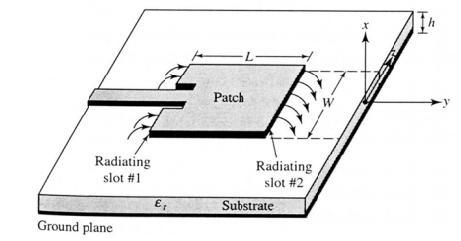 x
h
L
Patch
W
y
Radiating
slot #1
Radiating
slot #2
εr
Substrate
Ground plane